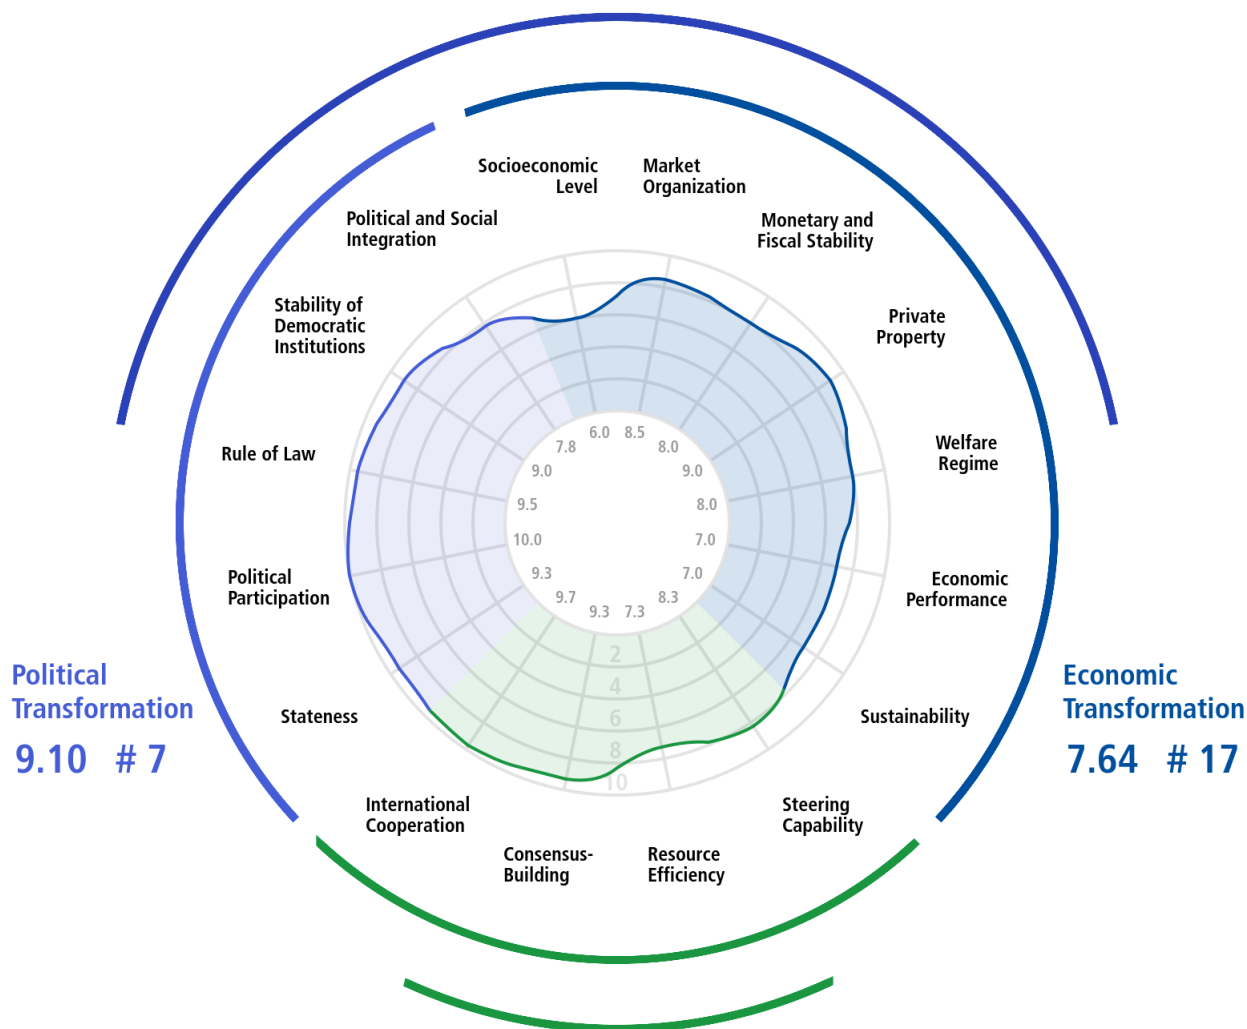 Socioeconomic
Level
Market
Organization
Political and Social
Integration
Monetary and
Fiscal Stability
Stability of
Democratic
Institutions
Private
Property
Rule of Law
Welfare
Regime
Political
Participation
Economic
Performance
Stateness
Sustainability
International
Cooperation
Steering
Capability
Consensus-
Building
Resource
Efficiency
6.0
8.5
7.8
8.0
9.0
9.0
9.5
8.0
10.0
7.0
9.3
7.0
9.7
9.3
7.3
8.3
2
4
6
8
10
Political
Transformation
9.10 # 7
Economic
Transformation
7.64 # 17